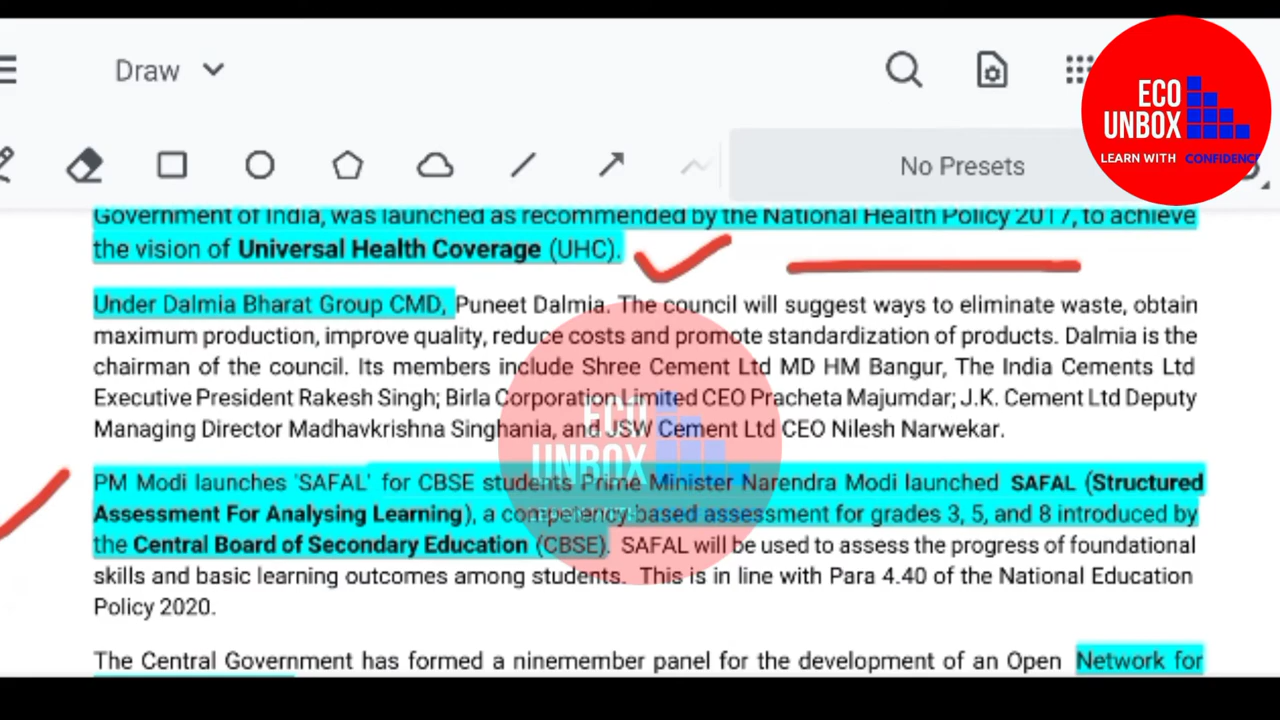 Draw
ECO
UNBOX
LEARN WITH CONFIDENC
No Presets
Government of India, was launched as recommended by the National Health Policy 2017, to achieve
the vision of Universal Health Coverage (UHC).
Under Dalmia Bharat Group CMD, Puneet Dalmia. The council will suggest ways to eliminate waste, obtain
maximum production, improve quality, reduce costs and promote standardization of products. Dalmia is the
chairman of the council. Its members include Shree Cement Ltd MD HM Bangur, The India Cements Ltd
Executive President Rakesh Singh; Birla Corporation Limited CEO Pracheta Majumdar; J.K. Cement Ltd Deputy
Managing Director Madhavkrishna Singhania, and JSW Cement Ltd CEO Nilesh Narwekar.
ECO
UNBOX
PM Modi launches 'SAFAL' for CBSE students Prime Minister Narendra Modi launched SAFAL (Structured
Assessment For Analysing Learning), a competency based assessment for grades 3, 5, and 8 introduced by
the Central Board of Secondary Education (CBSE). SAFAL will be used to assess the progress of foundational
skills and basic learning outcomes among students. This is in line with Para 4.40 of the National Education
Policy 2020.
The Central Government has formed a ninemember panel for the development of an Open Network for